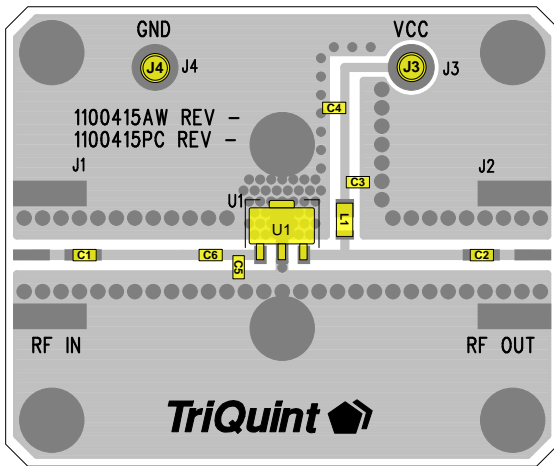 GND VCC
J4 J4 J3 J3
C4
1100415AW REV -
1100415PC REV -
J1 J2
C3
U1
L1
U1
C1 C6 C2
C5
RF IN RF OUT
TriQuint